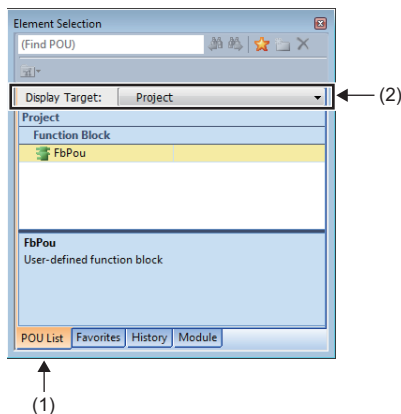 Element Selection
(Find POU)
Display Target: Project
(2)
Project
Function Block
FbPou
FbPou
User-defined function block
POU List Favorites History Module
(1)